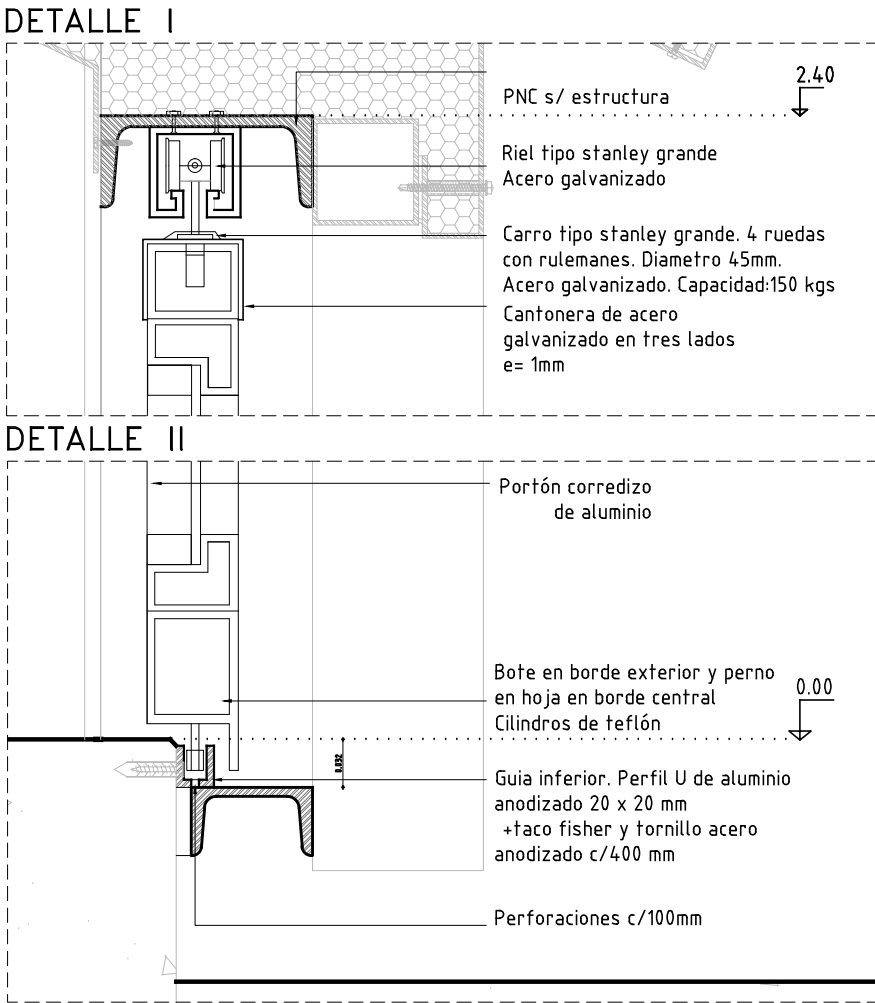 DETALLE I
PNC s/ estructura
2.40
Riel tipo stanley grande
Acero galvanizado
Carro tipo stanley grande. 4 ruedas
con rulemanes. Diametro 45mm.
Acero galvanizado. Capacidad:150 kgs
Cantonera de acero
galvanizado en tres lados
e= 1mm
DETALLE II
Portón corredizo
de aluminio
Bote en borde exterior y perno
en hoja en borde central
Cilindros de teflón
0.00
0.032
Guia inferior. Perfil U de aluminio
anodizado 20 x 20 mm
+taco fisher y tornillo acero
anodizado c/400 mm
Perforaciones c/100mm